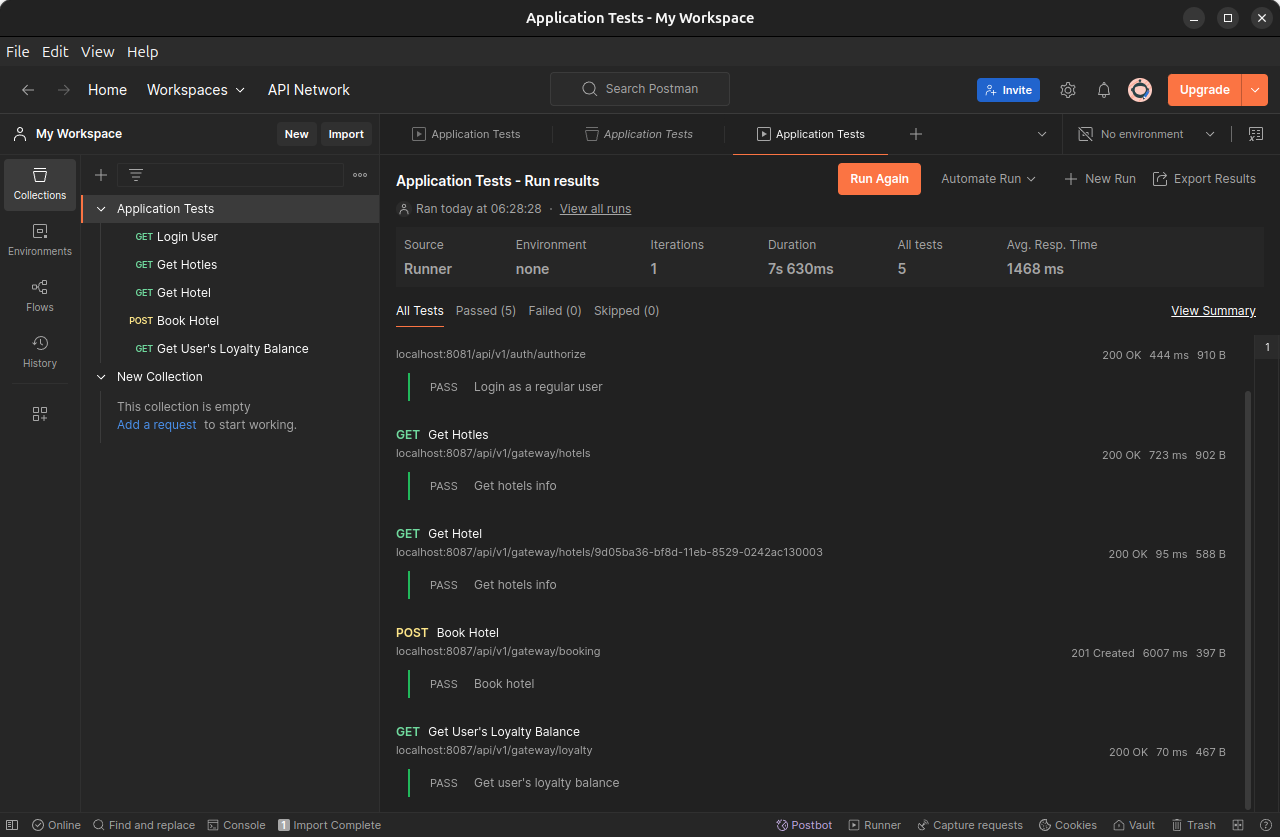 Application Tests - My Workspace
File Edit View Help
Home Workspaces API Network Search Postman Invite Upgrade
My Workspace New Import
Application Tests Application Tests Application Tests No environment
Collections
Environments
Flows
History
Application Tests
GET Login User
GET Get Hotles
GET Get Hotel
POST Book Hotel
GET Get User's Loyalty Balance
New Collection
This collection is empty
Add a request to start working.
Application Tests - Run results Run Again Automate Run New Run Export Results
Ran today at 06:28:28 · View all runs
Source Environment Iterations Duration All tests Avg. Resp. Time
Runner none 1 7s 630ms 5 1468 ms
All Tests Passed (5) Failed (0) Skipped (0) View Summary
1
localhost:8081/api/v1/auth/authorize 200 OK 444 ms 910 B
PASS Login as a regular user
GET Get Hotles
localhost:8087/api/v1/gateway/hotels 200 OK 723 ms 902 B
PASS Get hotels info
GET Get Hotel
localhost:8087/api/v1/gateway/hotels/9d05ba36-bf8d-11eb-8529-0242ac130003 200 OK 95 ms 588 B
PASS Get hotels info
POST Book Hotel
localhost:8087/api/v1/gateway/booking 201 Created 6007 ms 397 B
PASS Book hotel
GET Get User's Loyalty Balance
localhost:8087/api/v1/gateway/loyalty 200 OK 70 ms 467 B
PASS Get user's loyalty balance
Online Find and replace Console 1 Import Complete Postbot Runner Capture requests Cookies Vault Trash